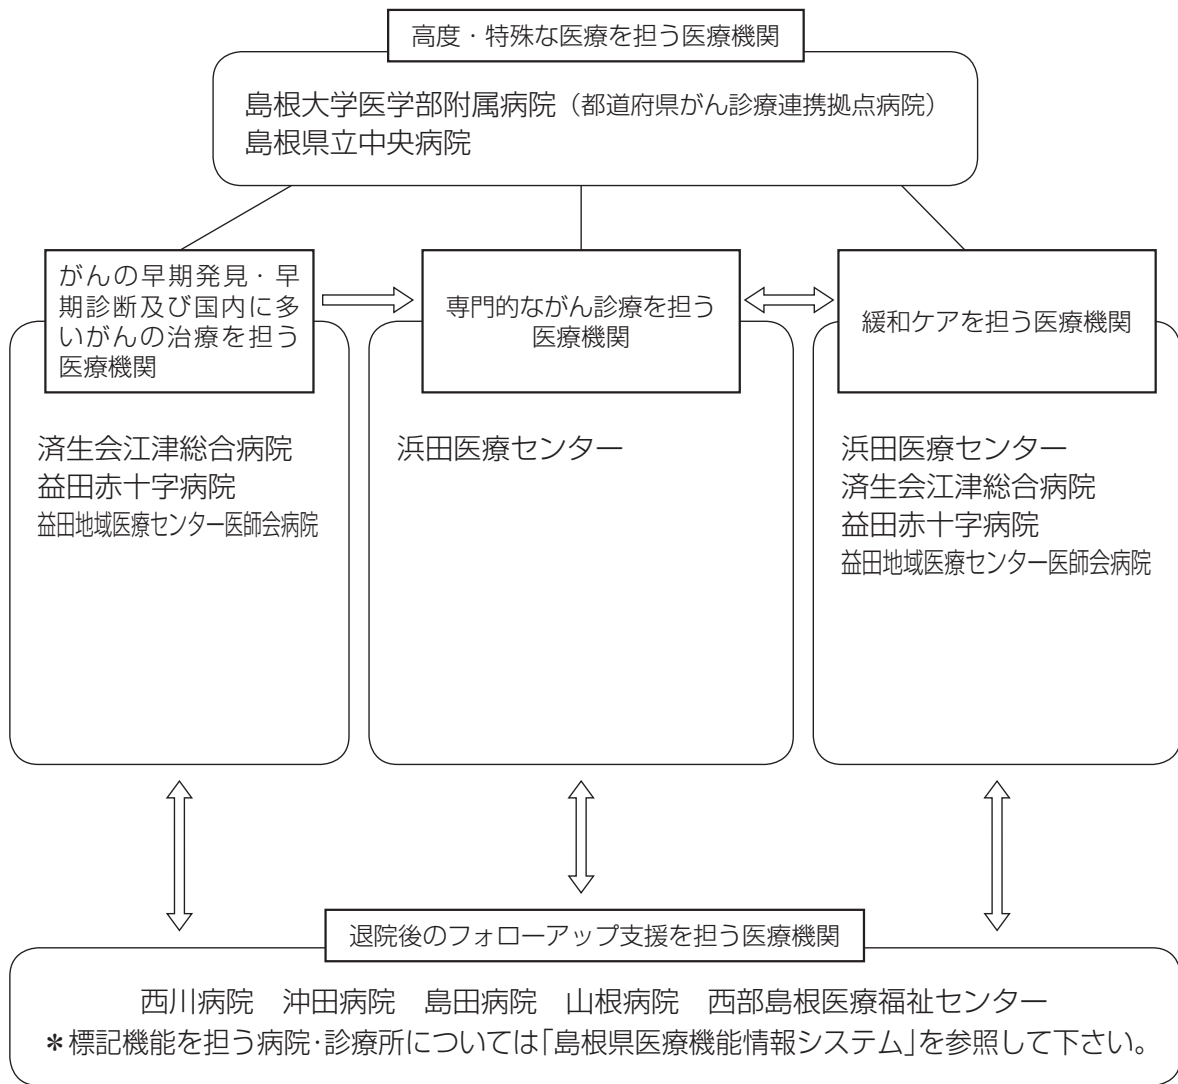 高度・特殊な医療を担う医療機関
島根大学医学部附属病院（都道府県がん診療連携拠点病院）
島根県立中央病院
がんの早期発見・早
期診断及び国内に多
いがんの治療を担う
医療機関
済生会江津総合病院
益田赤十字病院
益田地域医療センター医師会病院
専門的ながん診療を担う
医療機関
浜田医療センター
緩和ケアを担う医療機関
浜田医療センター
済生会江津総合病院
益田赤十字病院
益田地域医療センター医師会病院
退院後のフォローアップ支援を担う医療機関
西川病院　沖田病院　島田病院　山根病院　西部島根医療福祉センター
＊標記機能を担う病院・診療所については「島根県医療機能情報システム」を参照して下さい。